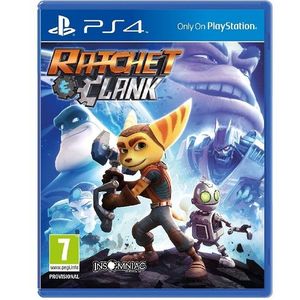 PS4
Only On PlayStation.
RATCHET
& CLANK
7
www.pegi.info
PROVISIONAL
INSOMNIAC